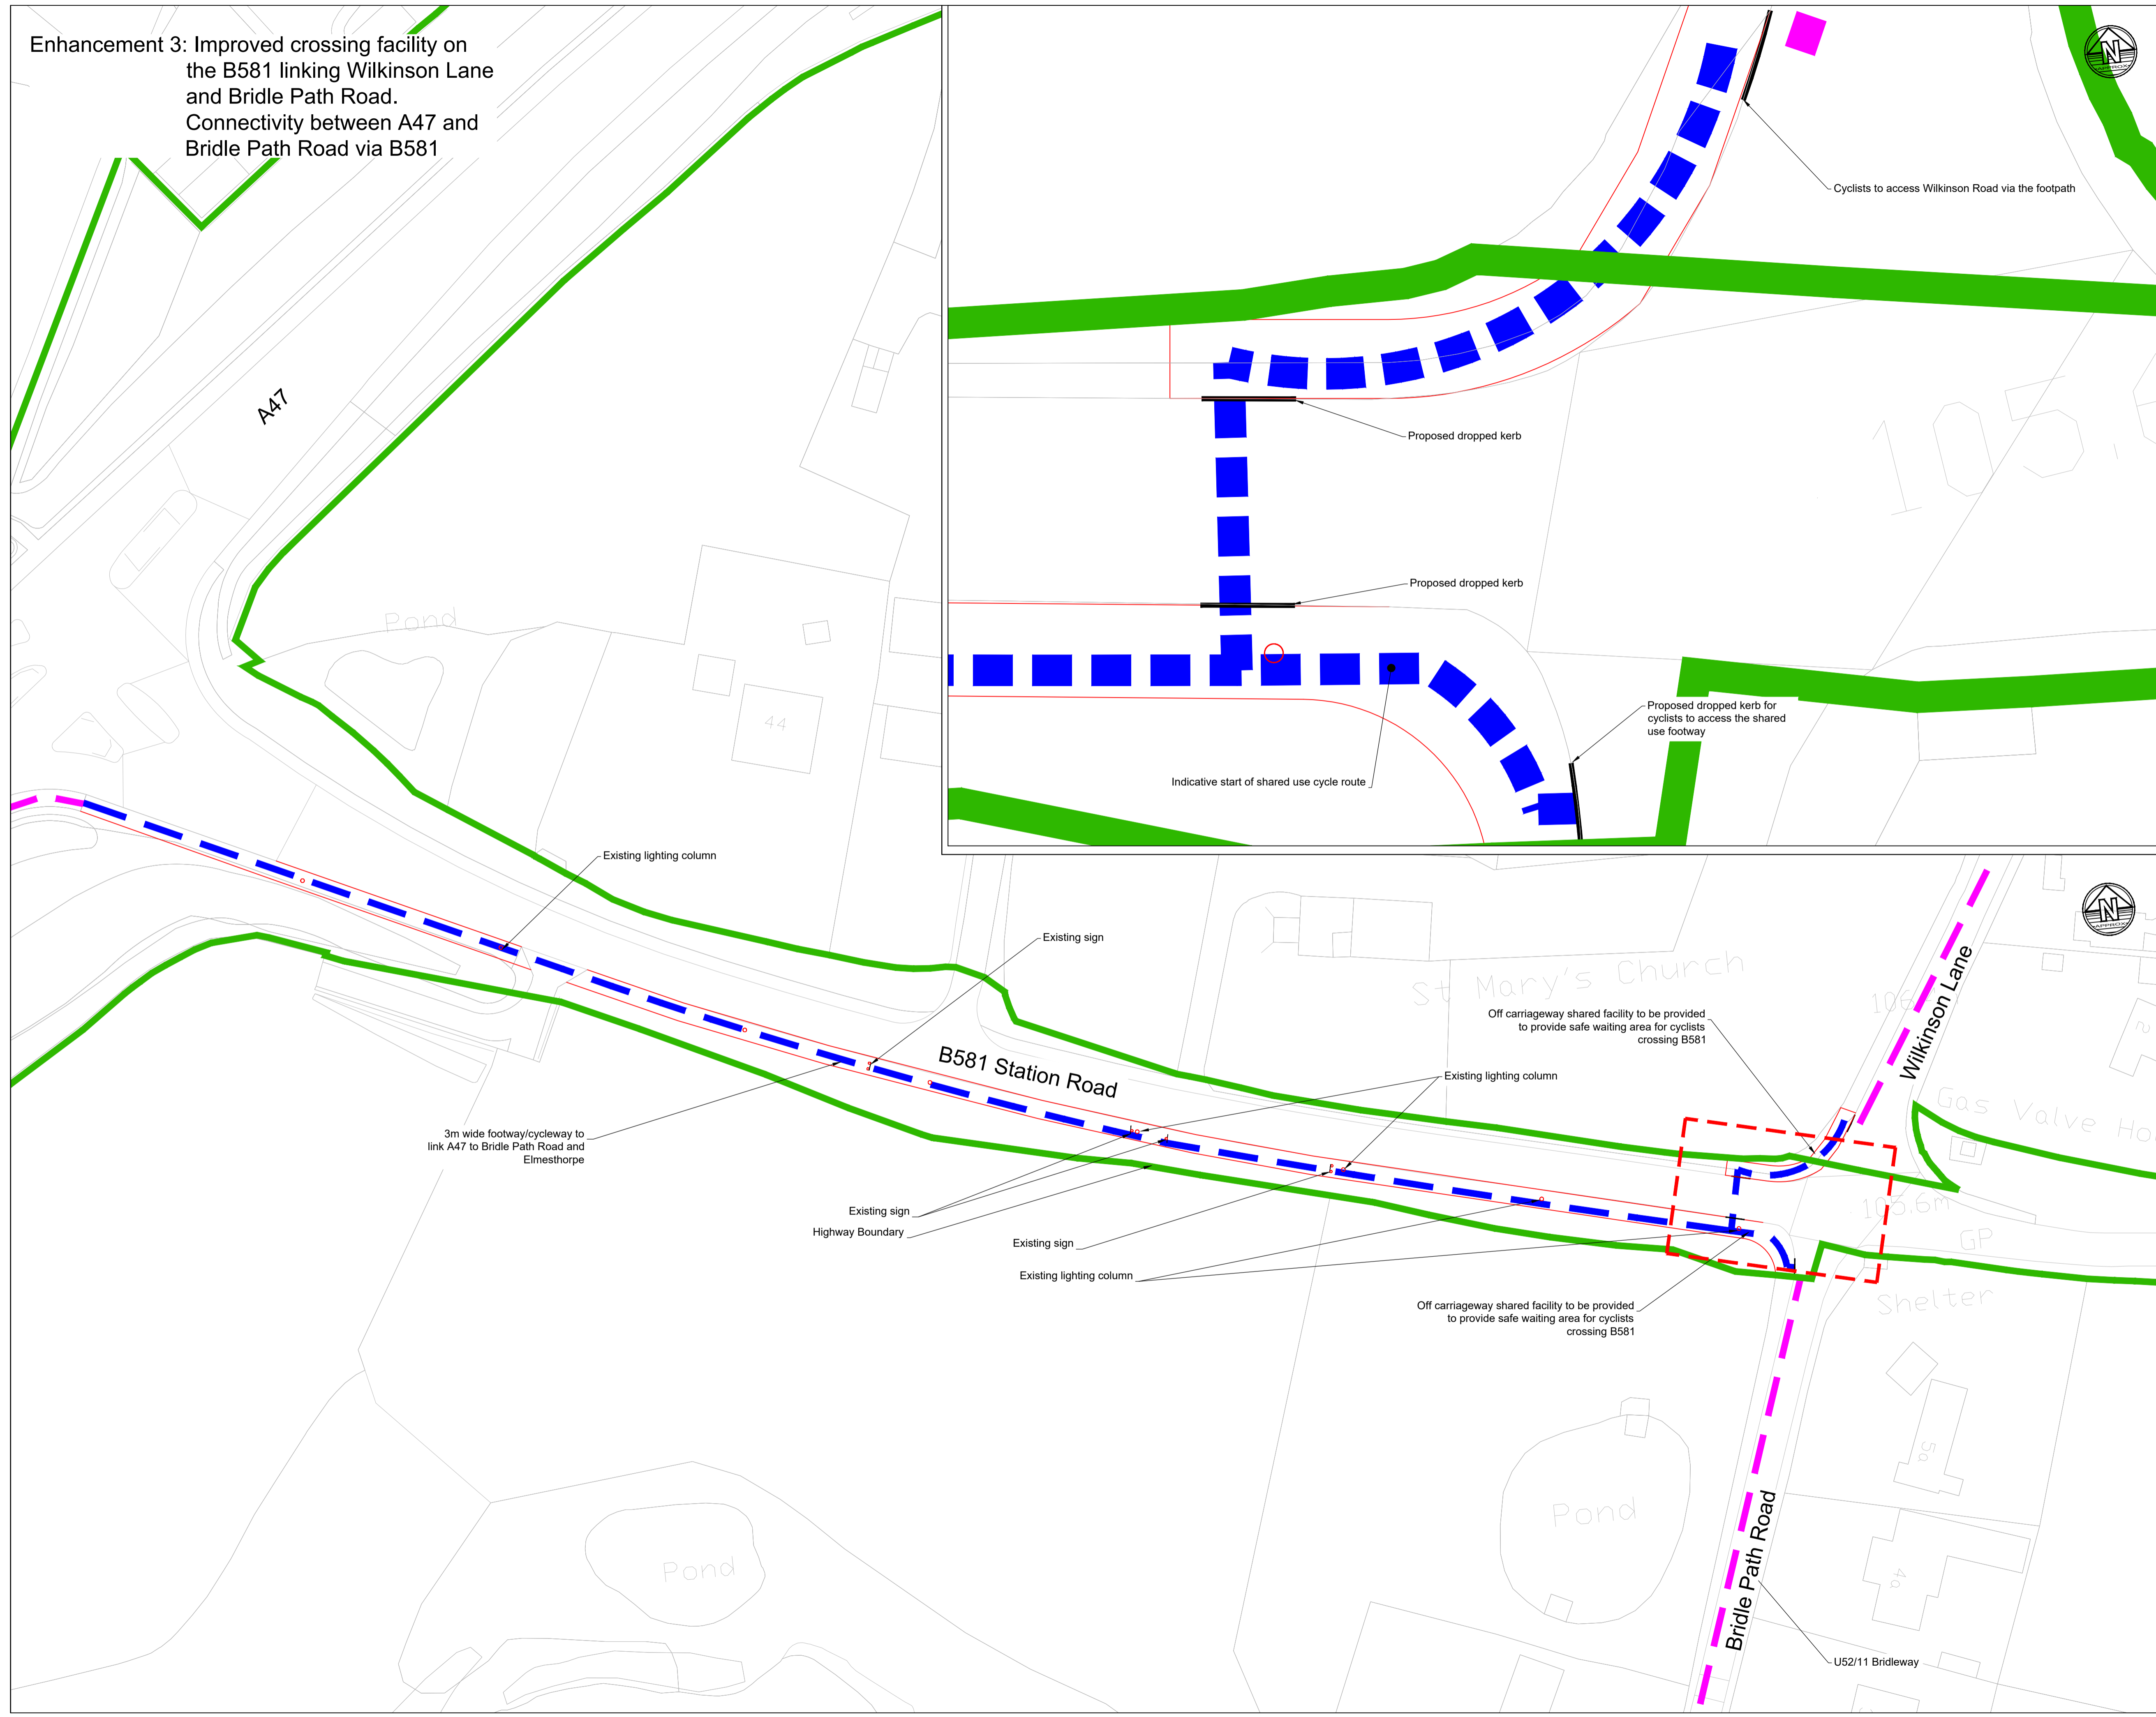 Enhancement 3: Improved crossing facility on
the B581 linking Wilkinson Lane
and Bridle Path Road.
Connectivity between A47 and
Bridle Path Road via B581
N
APPROX
Cyclists to access Wilkinson Road via the footpath
Proposed dropped kerb
Proposed dropped kerb
Proposed dropped kerb for
cyclists to access the shared
use footway
Indicative start of shared use cycle route
A47
Pond
44
Existing lighting column
Existing sign
N
APPROX
St Mary's Church
Off carriageway shared facility to be provided
to provide safe waiting area for cyclists
crossing B581
Wilkinson Lane
B581 Station Road
Existing lighting column
Gas Valve
3m wide footway/cycleway to
link A47 to Bridle Path Road and
Elmesthorpe
Existing sign
Highway Boundary
Existing sign
Existing lighting column
106.6m
GP
Shelter
Off carriageway shared facility to be provided
to provide safe waiting area for cyclists
crossing B581
5a
Pond
Pond
4a
Bridle Path Road
U52/11 Bridleway